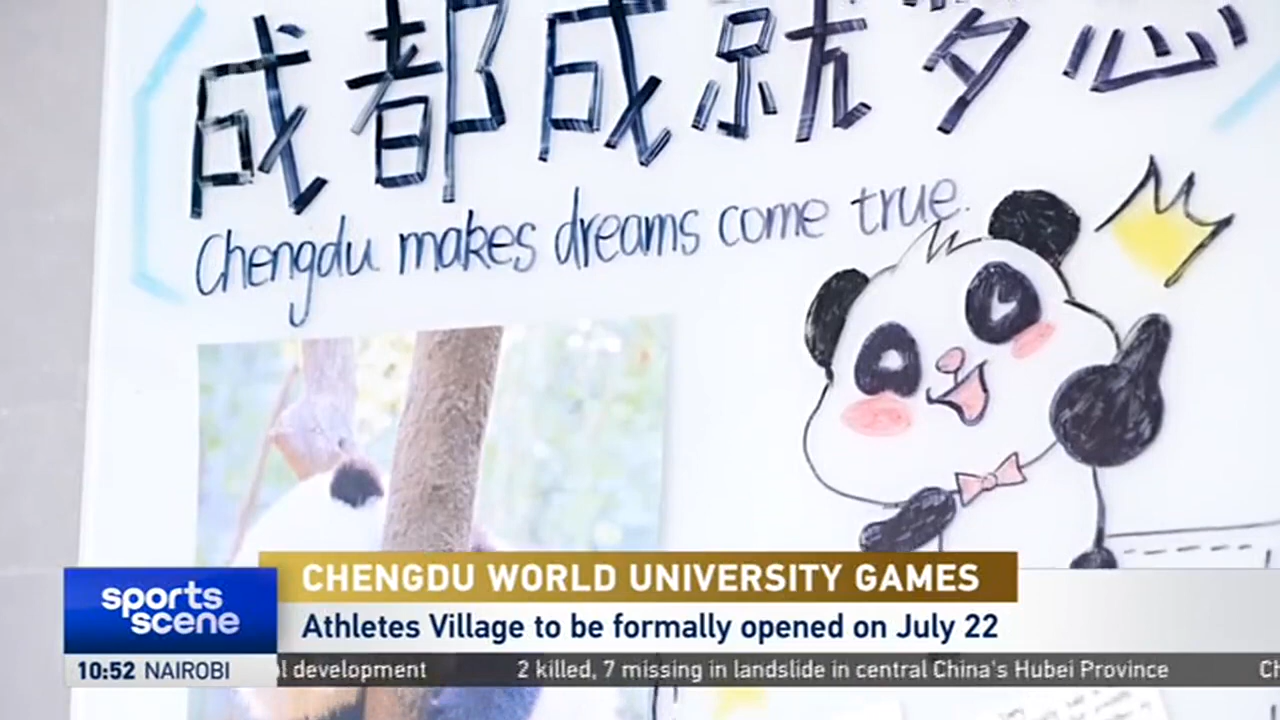 成都成就梦想
Chengdu makes dreams come true.
CHENGDU WORLD UNIVERSITY GAMES
sports
scene
Athletes Village to be formally opened on July 22
10:52 NAIROBI
development 2 killed, 7 missing in landslide in central China's Hubei Province